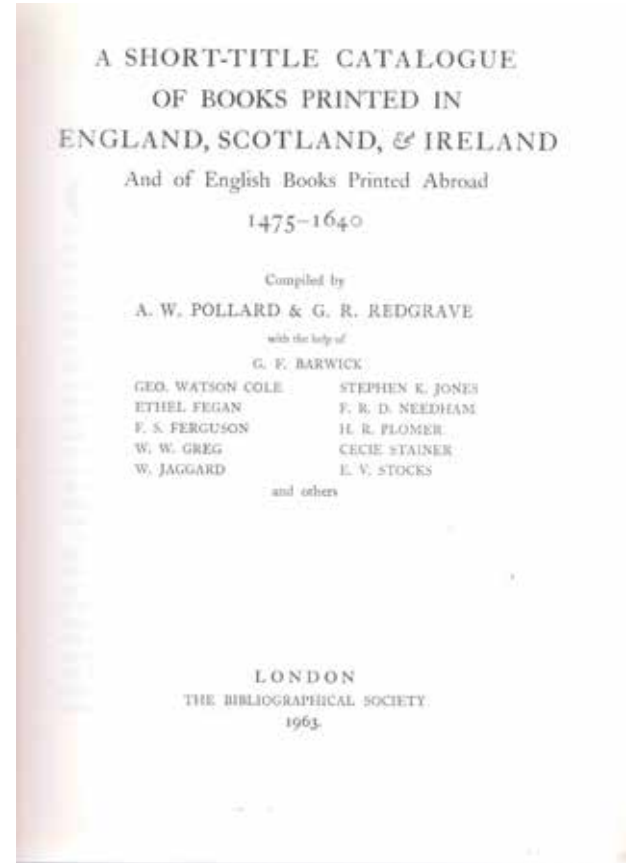 A SHORT-TITLE CATALOGUE
OF BOOKS PRINTED IN
ENGLAND, SCOTLAND, & IRELAND
And of English Books Printed Abroad
1475–1640
Compiled by
A. W. POLLARD & G. R. REDGRAVE
with the help of
G. F. BARWICK
GEO. WATSON COLE STEPHEN K. JONES
ETHEL FEGAN F. R. D. NEEDHAM
F. S. FERGUSON H. R. PLOMER
W. W. GREG CECIE STAINER
W. JAGGARD E. V. STOCKS
and others
LONDON
THE BIBLIOGRAPHICAL SOCIETY
1963.